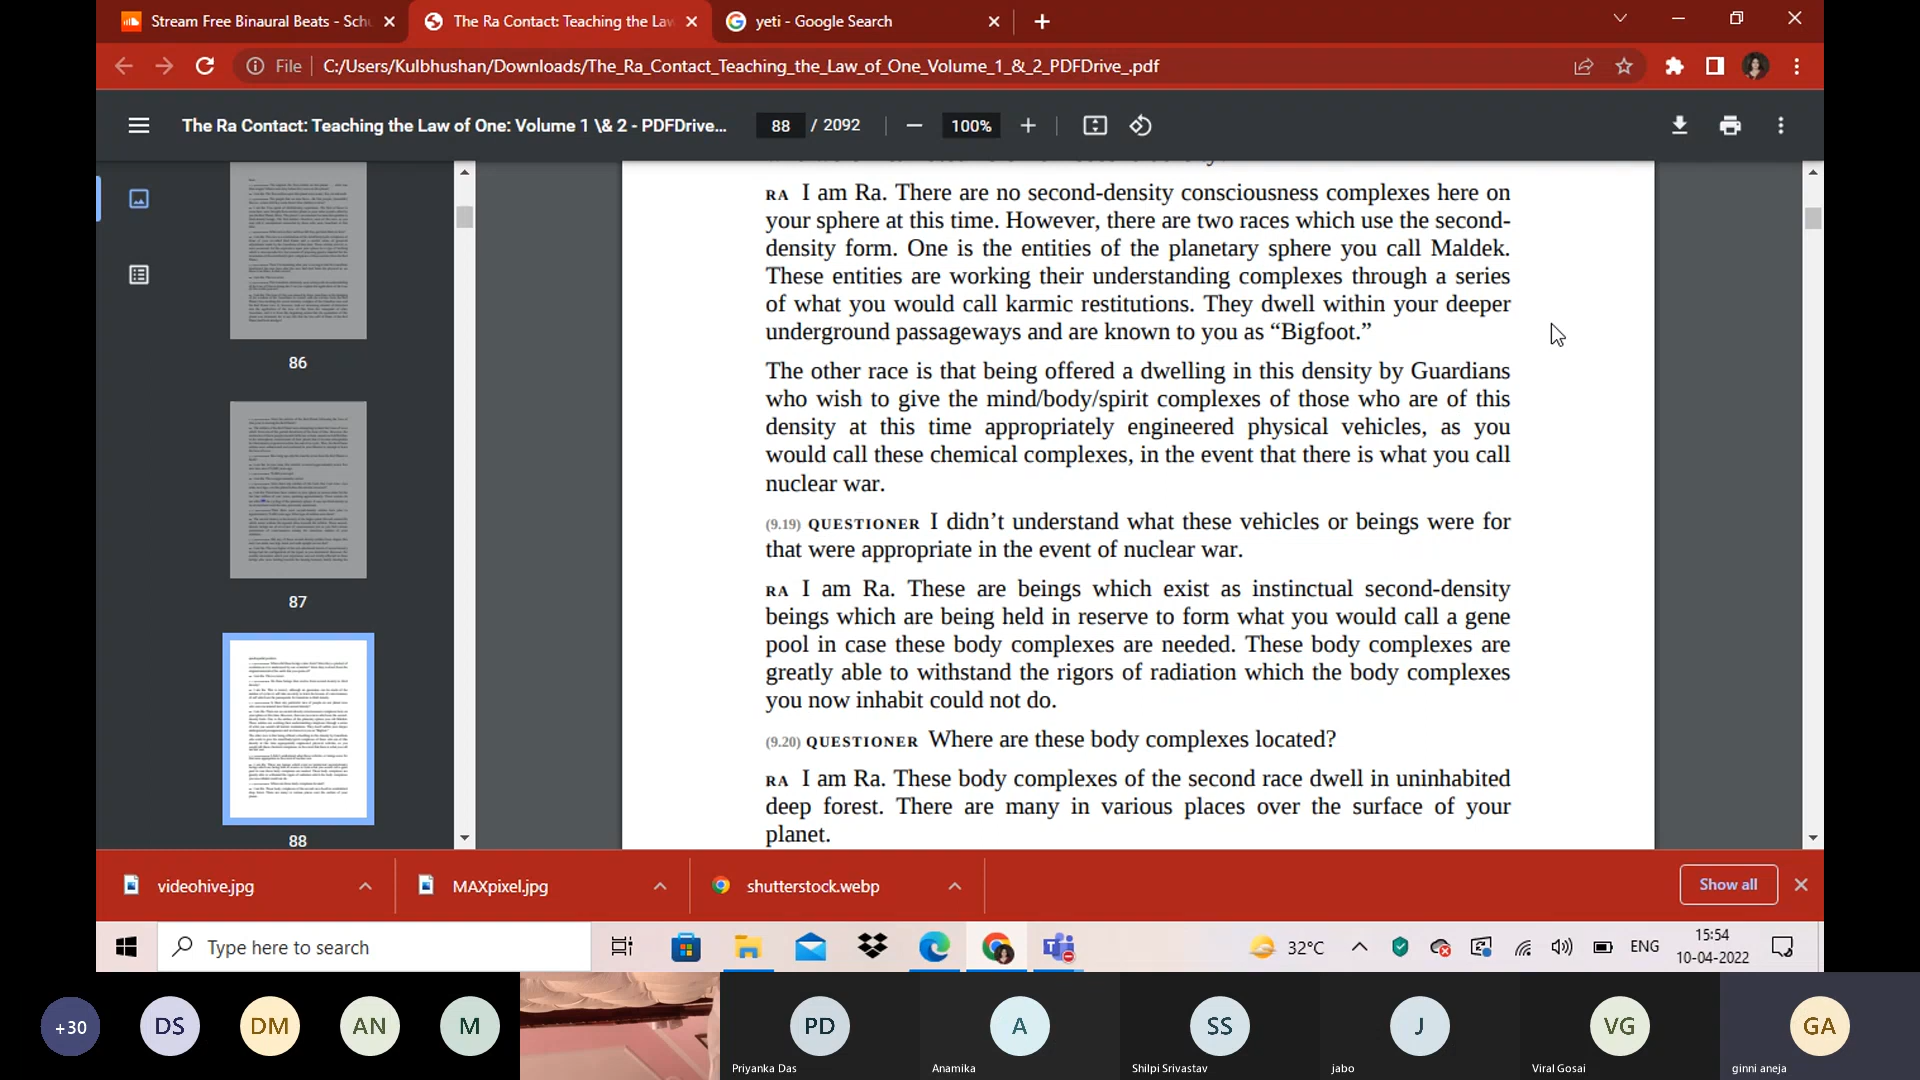 Stream Free Binaural Beats - Sch
The Ra Contact: Teaching the Law
yeti - Google Search
File
C:/Users/Kulbhushan/Downloads/The_Ra_Contact_Teaching_the_Law_of_One_Volume_1_&_2_PDFDrive_.pdf
The Ra Contact: Teaching the Law of One: Volume 1 \& 2 - PDFDrive...
88 / 2092
100%
86
87
88
RA I am Ra. There are no second-density consciousness complexes here on
your sphere at this time. However, there are two races which use the second-
density form. One is the entities of the planetary sphere you call Maldek.
These entities are working their understanding complexes through a series
of what you would call karmic restitutions. They dwell within your deeper
underground passageways and are known to you as “Bigfoot.”
The other race is that being offered a dwelling in this density by Guardians
who wish to give the mind/body/spirit complexes of those who are of this
density at this time appropriately engineered physical vehicles, as you
would call these chemical complexes, in the event that there is what you call
nuclear war.
(9.19) QUESTIONER I didn’t understand what these vehicles or beings were for
that were appropriate in the event of nuclear war.
RA I am Ra. These are beings which exist as instinctual second-density
beings which are being held in reserve to form what you would call a gene
pool in case these body complexes are needed. These body complexes are
greatly able to withstand the rigors of radiation which the body complexes
you now inhabit could not do.
(9.20) QUESTIONER Where are these body complexes located?
RA I am Ra. These body complexes of the second race dwell in uninhabited
deep forest. There are many in various places over the surface of your
planet.
videohive.jpg
MAXpixel.jpg
shutterstock.webp
Show all
Type here to search
32°C
ENG
15:54
10-04-2022
+30
DS
DM
AN
M
PD
Priyanka Das
A
Anamika
SS
Shilpi Srivastav
J
jabo
VG
Viral Gosai
GA
ginni aneja